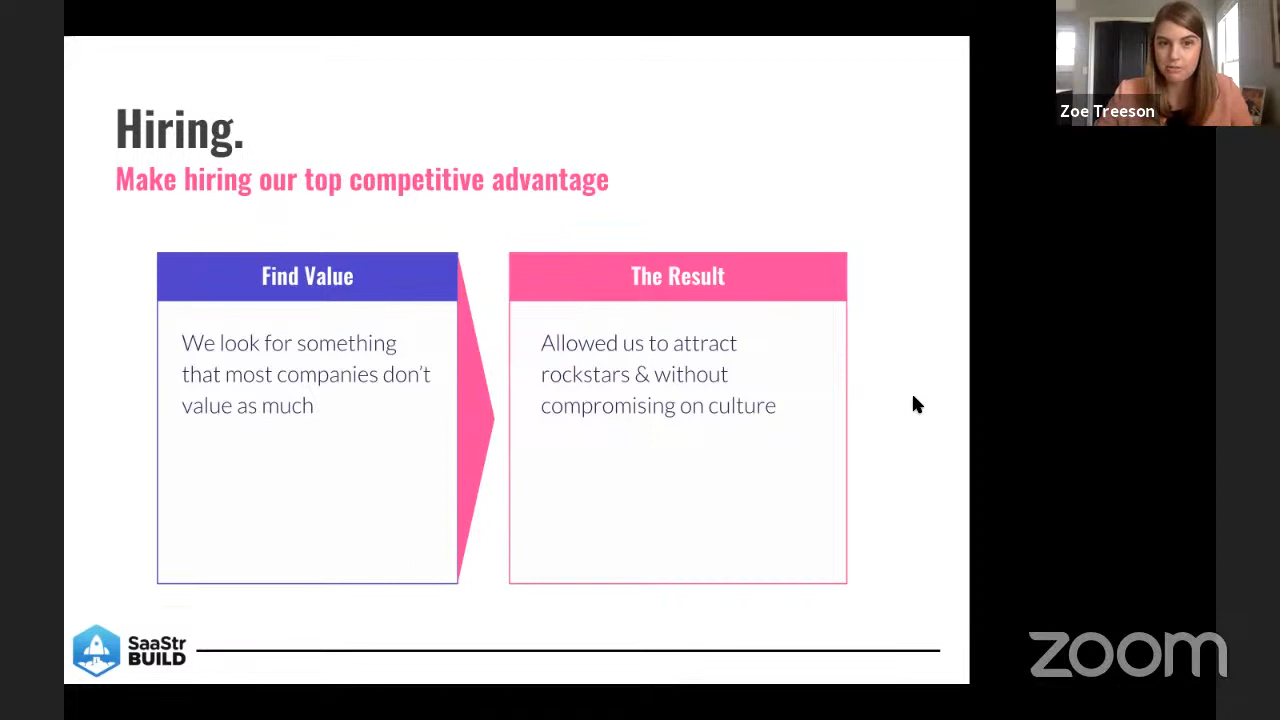 Zoe Treeson
Hiring.
Make hiring our top competitive advantage
Find Value
We look for something
that most companies don't
value as much
The Result
Allowed us to attract
rockstars & without
compromising on culture
SaaStr
BUILD
zoom